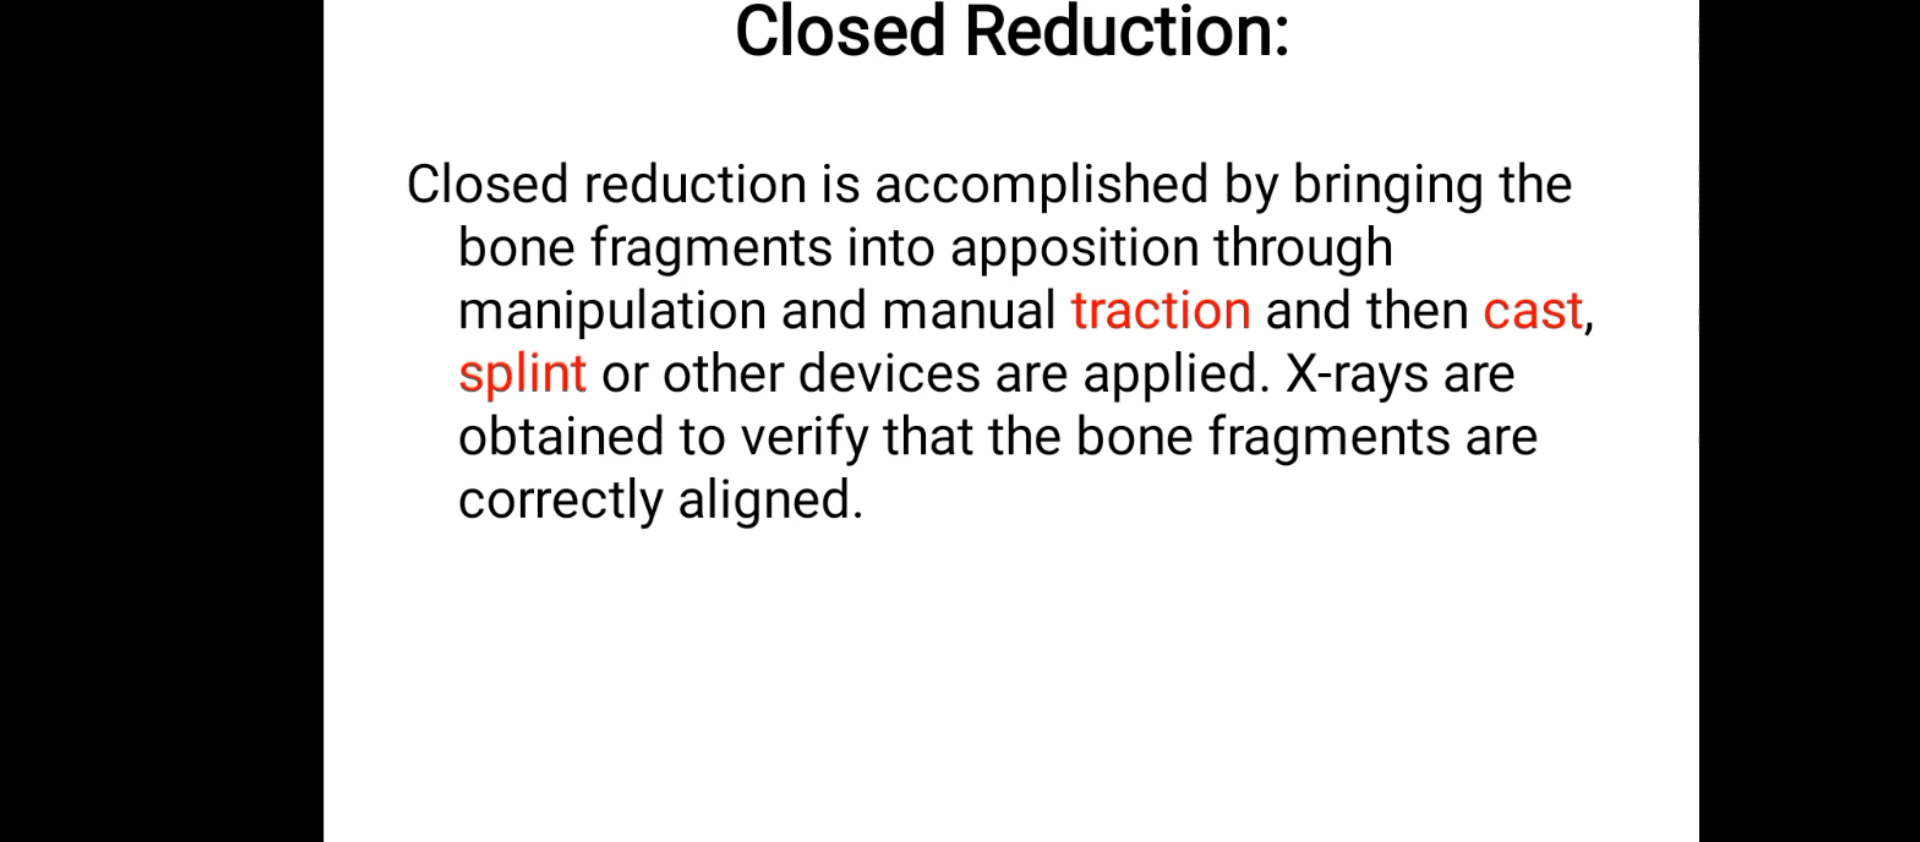 Closed Reduction:
Closed reduction is accomplished by bringing the
bone fragments into apposition through
manipulation and manual traction and then cast,
splint or other devices are applied. X-rays are
obtained to verify that the bone fragments are
correctly aligned.